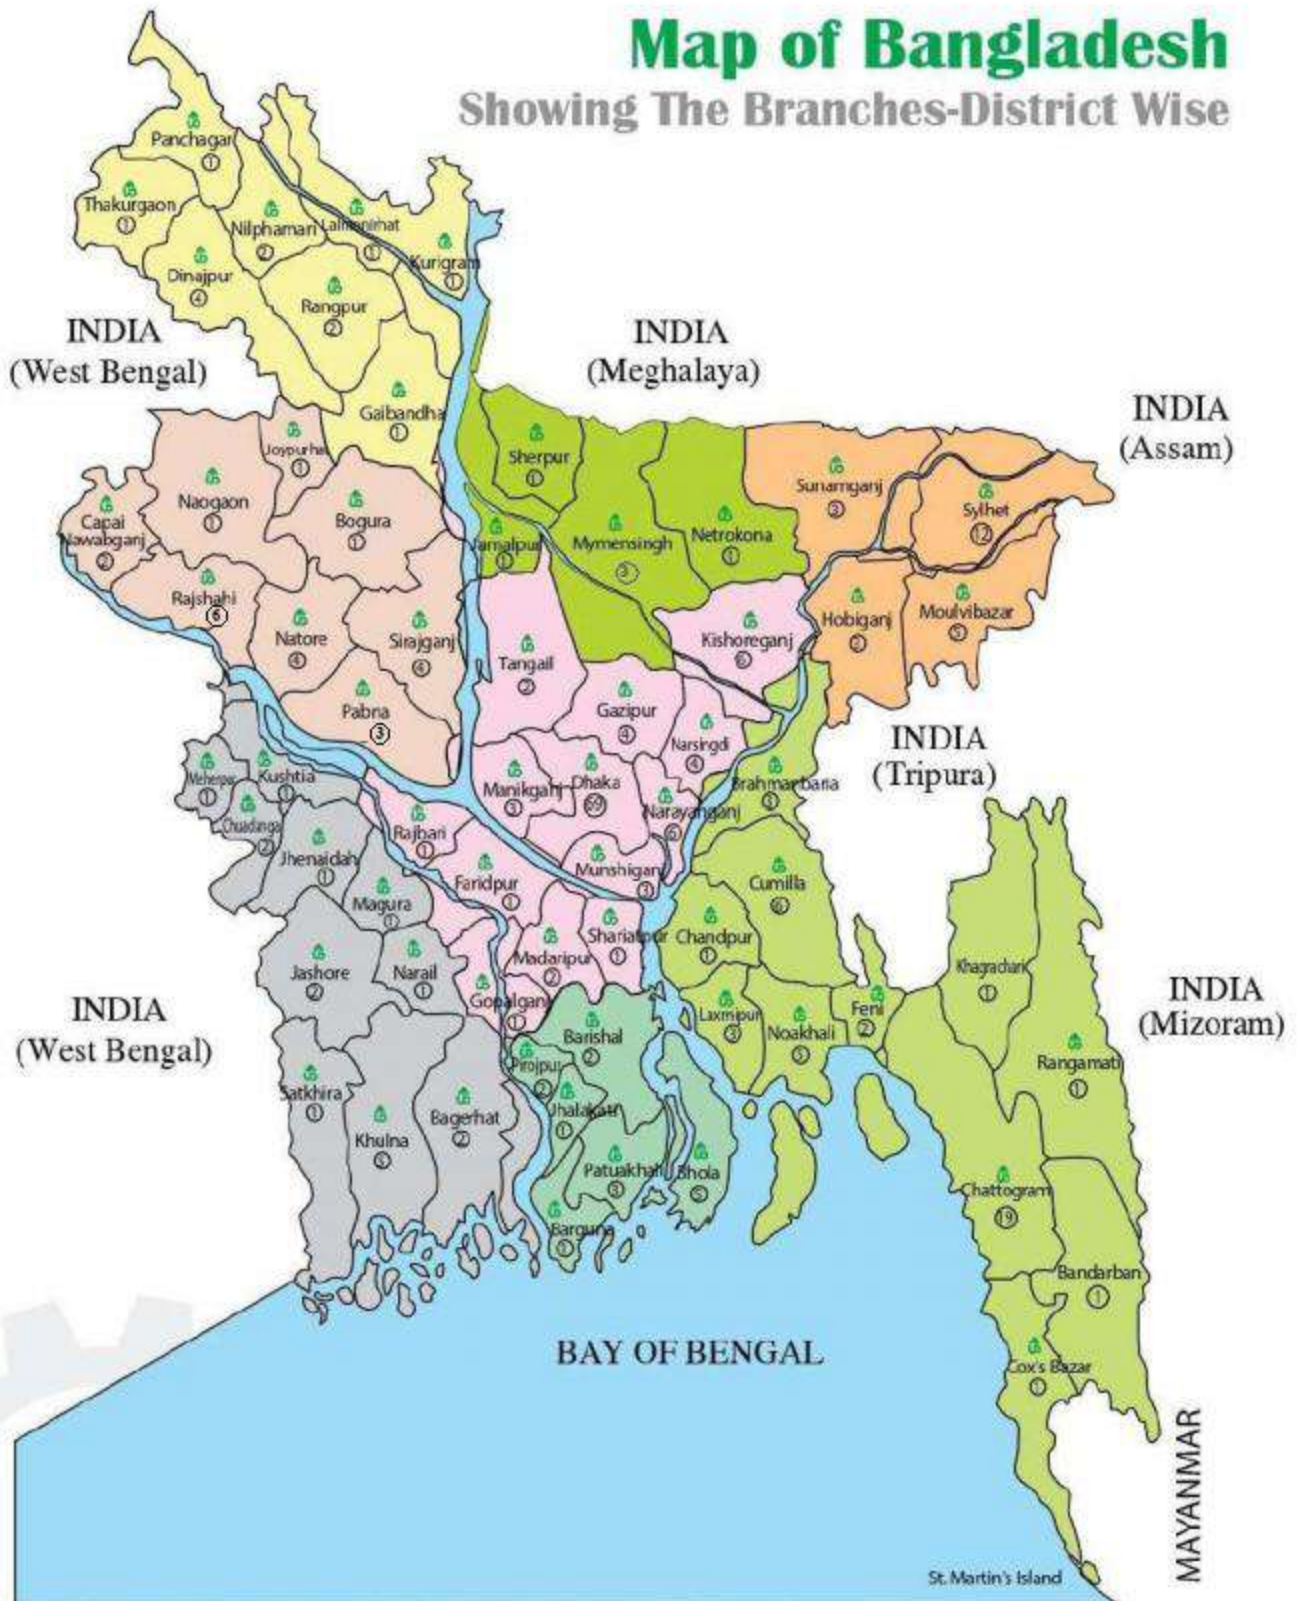 Map of Bangladesh
Showing The Branches-District Wise
Panchagar
1
Thakurgaon
1
Nilphamari
2
Lalmonirhat
1
Kurigram
1
Dinajpur
4
Rangpur
2
INDIA
(West Bengal)
INDIA
(Meghalaya)
INDIA
(Assam)
Gaibandha
1
Joypurhat
1
Sherpur
1
Naogaon
1
Bogura
1
Capai
Nawabganj
2
Jamalpur
1
Mymensingh
3
Netrokona
1
Sunamganj
3
Sylhet
12
Rajshahi
6
Natore
4
Sirajganj
4
Tangail
2
Kishoreganj
6
Hobiganj
Moulvibazar
5
Pabna
3
Gazipur
4
Narsingdi
4
INDIA
(Tripura)
Meherpur
1
Kushtia
1
Manikganj
3
Dhaka
69
Narayanganj
6
Brahmanbaria
3
Chuadanga
2
Jhenaidah
1
Rajbari
1
Munshiganj
3
Magura
1
Faridpur
1
Cumilla
6
Jashore
2
Narail
1
Madaripur
2
Shariatpur
1
Chandpur
1
Gopalganj
1
Khagrachari
1
INDIA
(West Bengal)
INDIA
(Mizoram)
Barishal
2
Laxmipur
3
Noakhali
3
Feni
2
Rangamati
1
Satkhira
1
Khulna
5
Bagerhat
2
Pirojpur
2
Jhalakati
1
Patuakhali
3
Bhola
5
Barguna
1
Chattogram
19
Bandarban
1
BAY OF BENGAL
Cox's Bazar
1
MAYANMAR
St. Martin's Island